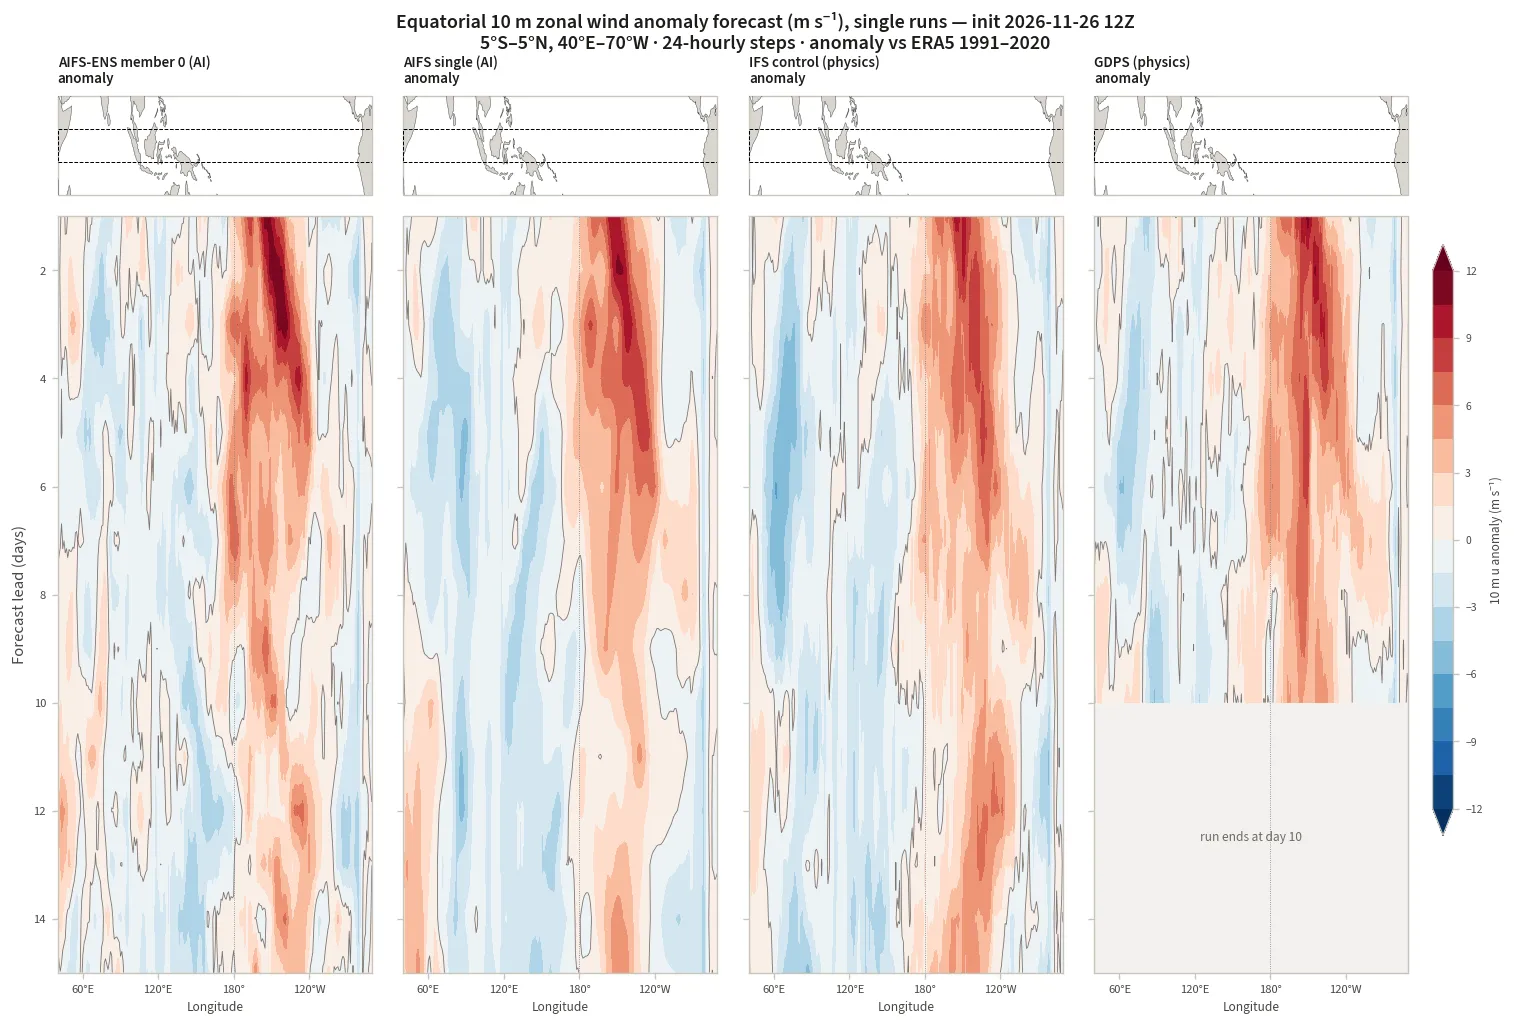 Equatorial 10 m zonal wind anomaly forecast (m s⁻¹), single runs — init 2026-11-26 12Z
5°S–5°N, 40°E–70°W · 24-hourly steps · anomaly vs ERA5 1991–2020
AIFS-ENS member 0 (AI)
anomaly
AIFS single (AI)
anomaly
IFS control (physics)
anomaly
GDPS (physics)
anomaly
Forecast lead (days)
2
4
6
8
10
12
14
60°E
120°E
180°
120°W
Longitude
60°E
120°E
180°
120°W
Longitude
60°E
120°E
180°
120°W
Longitude
run ends at day 10
60°E
120°E
180°
120°W
Longitude
12
9
6
3
0
−3
−6
−9
−12
10 m u anomaly (m s⁻¹)